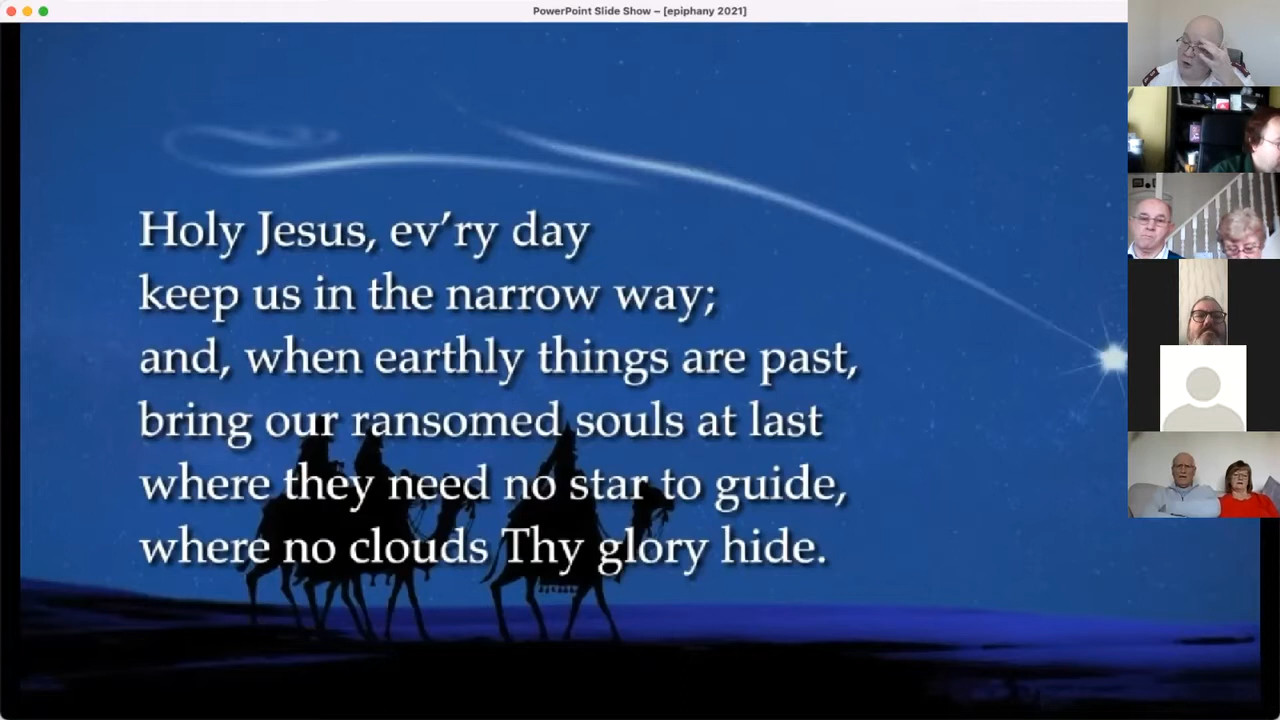 PowerPoint Slide Show – [epiphany 2021]
Holy Jesus, ev’ry day
keep us in the narrow way;
and, when earthly things are past,
bring our ransomed souls at last
where they need no star to guide,
where no clouds Thy glory hide.